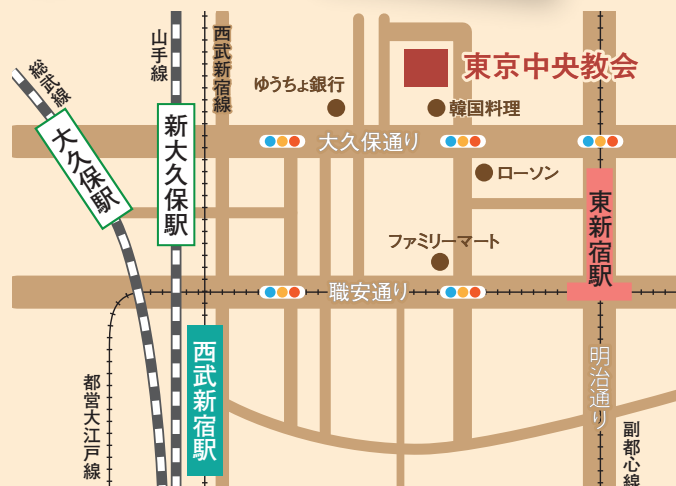 総武線
山手線
西武新宿線
東京中央教会
ゆうちょ銀行
韓国料理
大久保駅
新大久保駅
大久保通り
ローソン
東新宿駅
ファミリーマート
職安通り
西武新宿駅
明治通り
都営大江戸線
副都心線